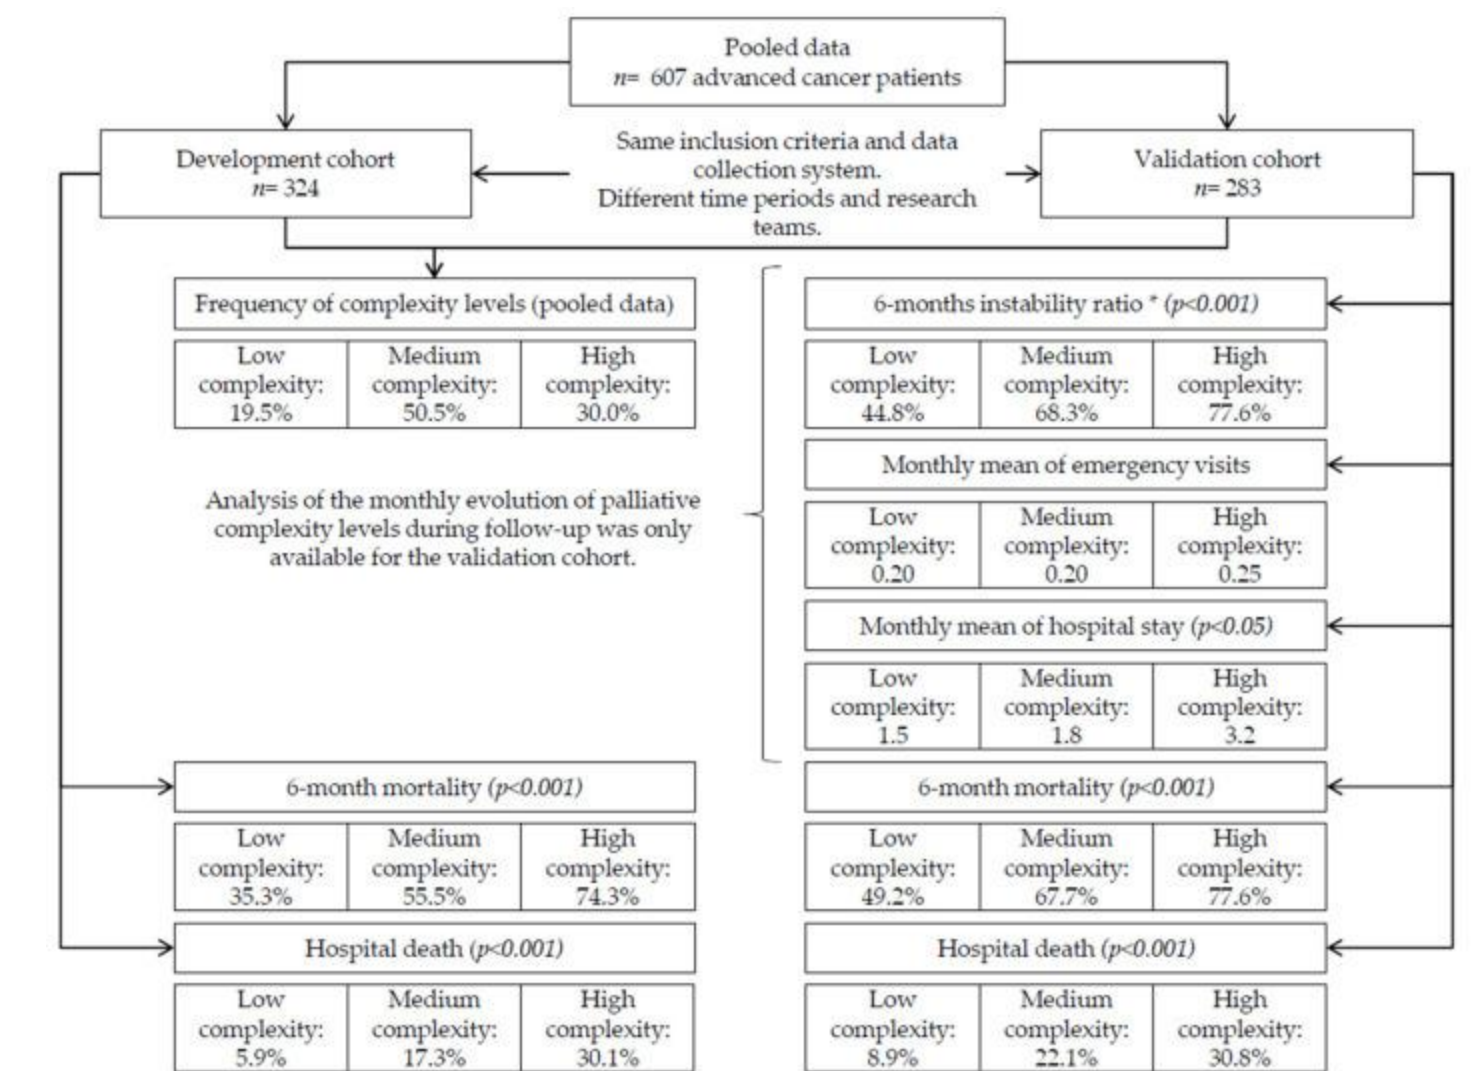 Pooled data
n= 607 advanced cancer patients
Development cohort
n= 324
Same inclusion criteria and data
collection system.
Different time periods and research
teams.
Validation cohort
n= 283
Frequency of complexity levels (pooled data)
Low
complexity:
19.5%
Medium
complexity:
50.5%
High
complexity:
30.0%
Analysis of the monthly evolution of palliative
complexity levels during follow-up was only
available for the validation cohort.
6-months instability ratio * (p<0.001)
Low
complexity:
44.8%
Medium
complexity:
68.3%
High
complexity:
77.6%
Monthly mean of emergency visits
Low
complexity:
0.20
Medium
complexity:
0.20
High
complexity:
0.25
Monthly mean of hospital stay (p<0.05)
Low
complexity:
1.5
Medium
complexity:
1.8
High
complexity:
3.2
6-month mortality (p<0.001)
Low
complexity:
35.3%
Medium
complexity:
55.5%
High
complexity:
74.3%
6-month mortality (p<0.001)
Low
complexity:
49.2%
Medium
complexity:
67.7%
High
complexity:
77.6%
Hospital death (p<0.001)
Low
complexity:
5.9%
Medium
complexity:
17.3%
High
complexity:
30.1%
Hospital death (p<0.001)
Low
complexity:
8.9%
Medium
complexity:
22.1%
High
complexity:
30.8%